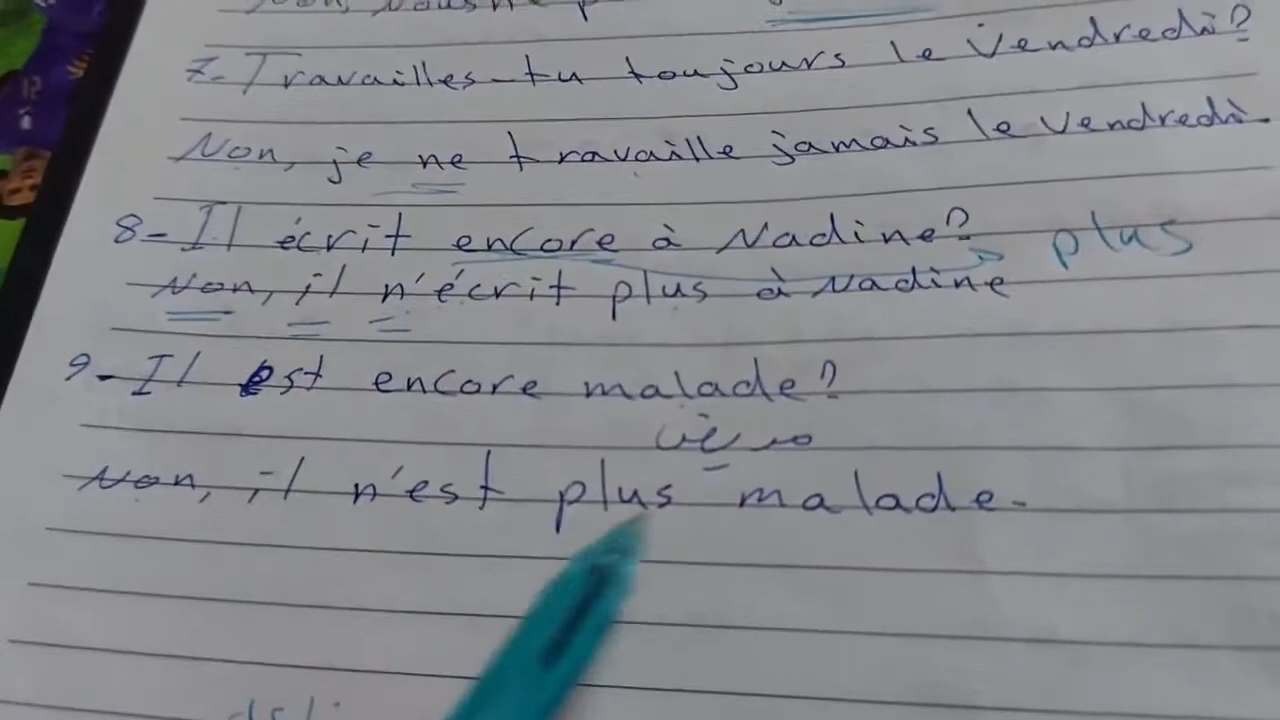 7-Travailles-tu toujours le vendredi?
Non, je ne travaille jamais le vendredi.
8-Il écrit encore à Nadine?
plus
Non, il n'écrit plus à Nadine
9-Il est encore malade?
مريض
Non, il n'est plus malade.